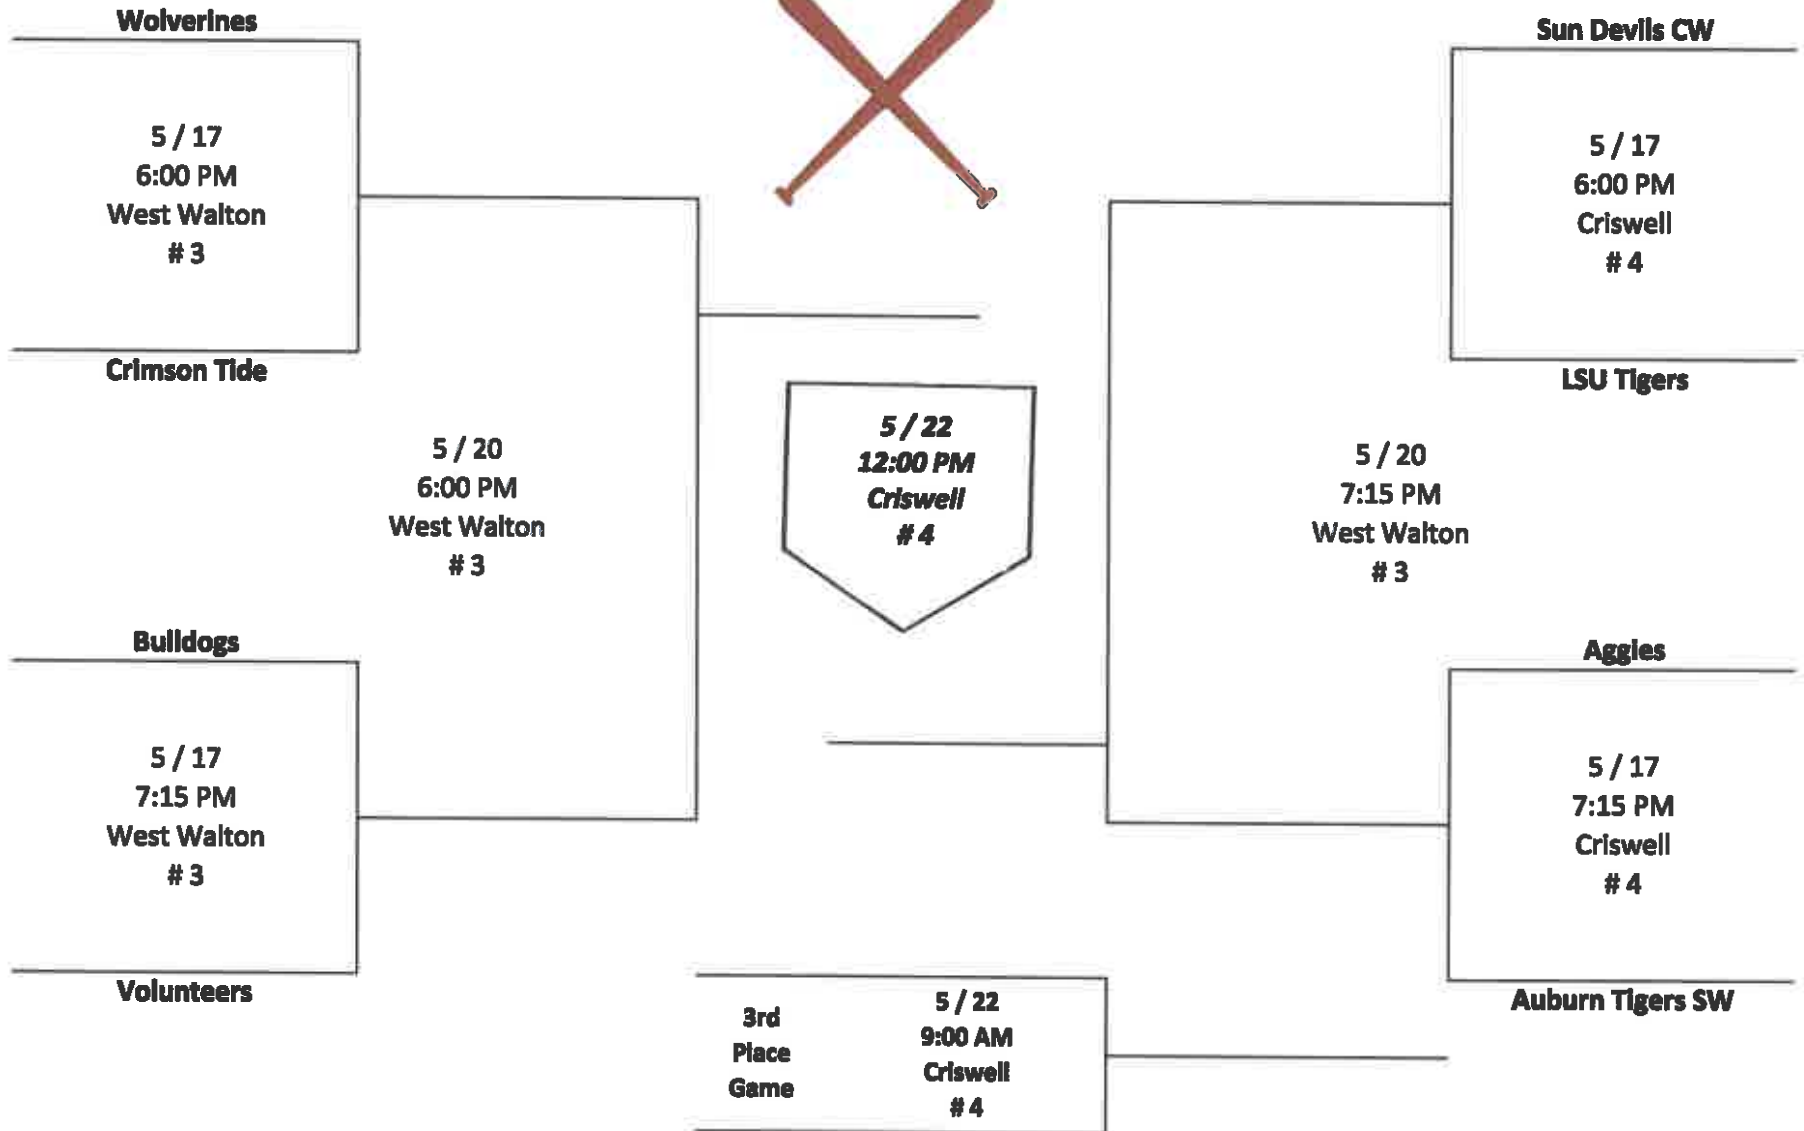 Wolverines
5 / 17
6:00 PM
West Walton
# 3
Crimson Tide
5 / 20
6:00 PM
West Walton
# 3
Bulldogs
5 / 17
7:15 PM
West Walton
# 3
Volunteers
5 / 22
12:00 PM
Criswell
# 4
3rd
Place
Game
5 / 22
9:00 AM
Criswell
# 4
Sun Devils CW
5 / 17
6:00 PM
Criswell
# 4
LSU Tigers
5 / 20
7:15 PM
West Walton
# 3
Aggies
5 / 17
7:15 PM
Criswell
# 4
Auburn Tigers SW